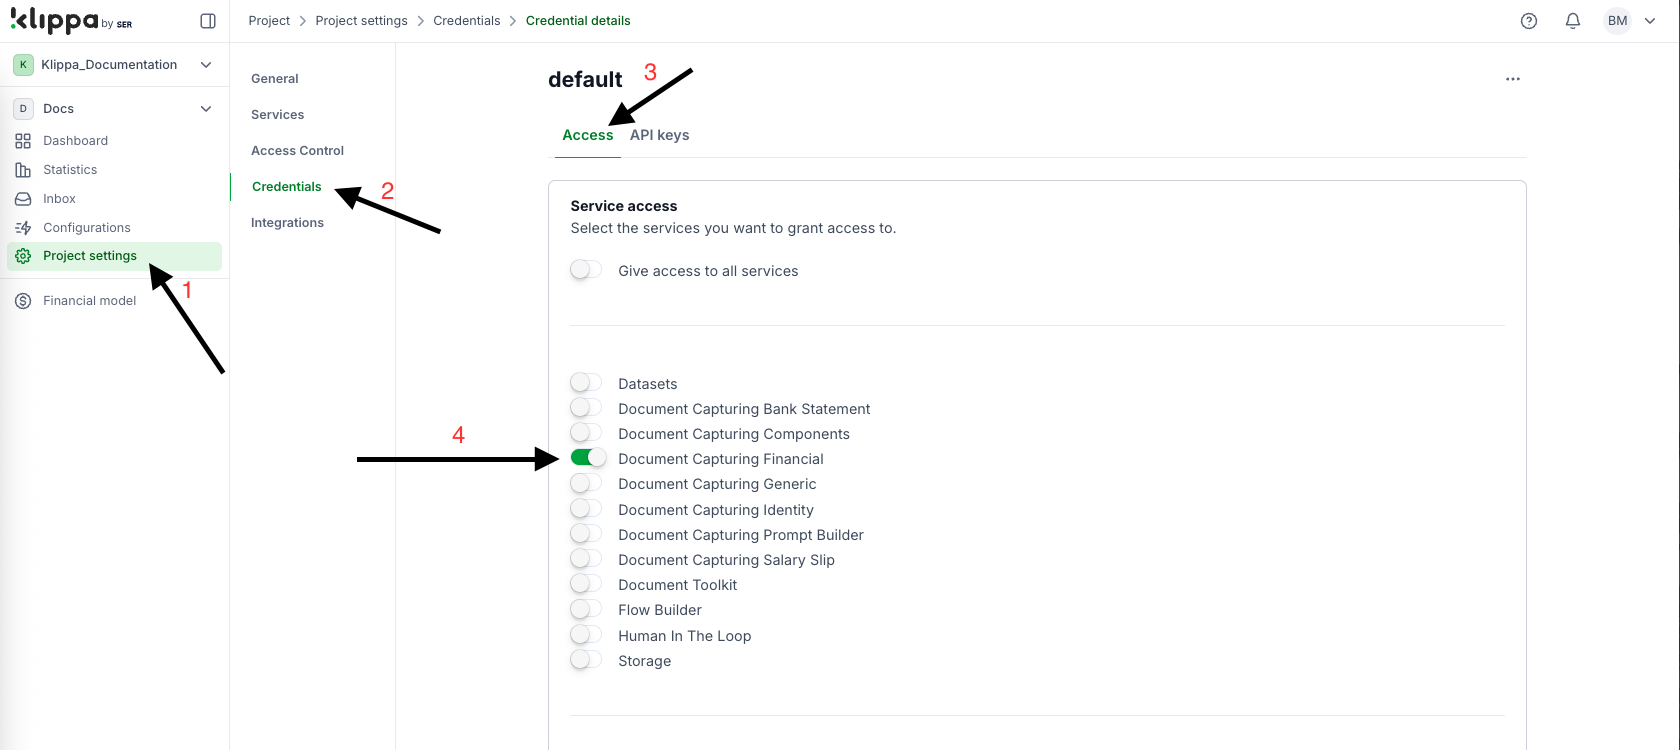 klippa by SER
Project > Project settings > Credentials > Credential details
BM
K Klippa_Documentation
D Docs
Dashboard
Statistics
Inbox
Configurations
Project settings
Financial model
1
General
Services
Access Control
Credentials
Integrations
2
default
3
Access API keys
Service access
Select the services you want to grant access to.
Give access to all services
Datasets
Document Capturing Bank Statement
Document Capturing Components
4
Document Capturing Financial
Document Capturing Generic
Document Capturing Identity
Document Capturing Prompt Builder
Document Capturing Salary Slip
Document Toolkit
Flow Builder
Human In The Loop
Storage